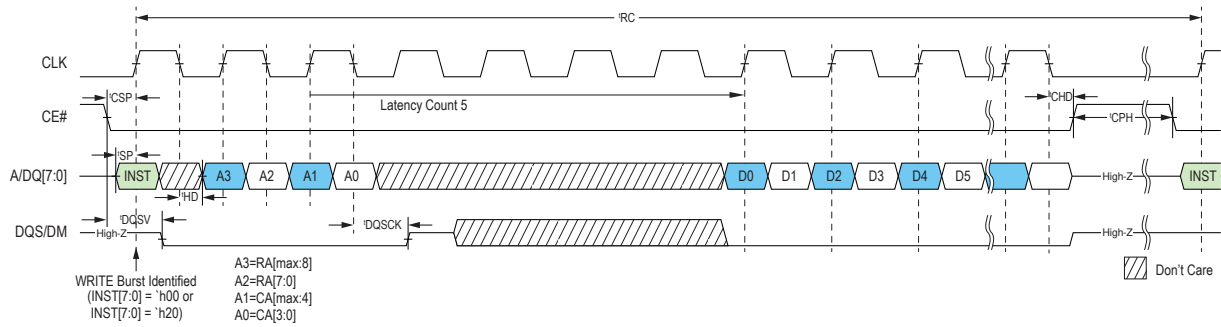 tRC
CLK
tCSP
Latency Count 5
tCHD
CE#
tCPH
tSP
A/DQ[7:0]
INST
A3
A2
A1
A0
D0
D1
D2
D3
D4
D5
High-Z
INST
tHD
tDQSV
tDQSCK
DQS/DM
High-Z
High-Z
WRITE Burst Identified
(INST[7:0] = `h00 or
INST[7:0] = `h20)
A3=RA[max:8]
A2=RA[7:0]
A1=CA[max:4]
A0=CA[3:0]
Don't Care